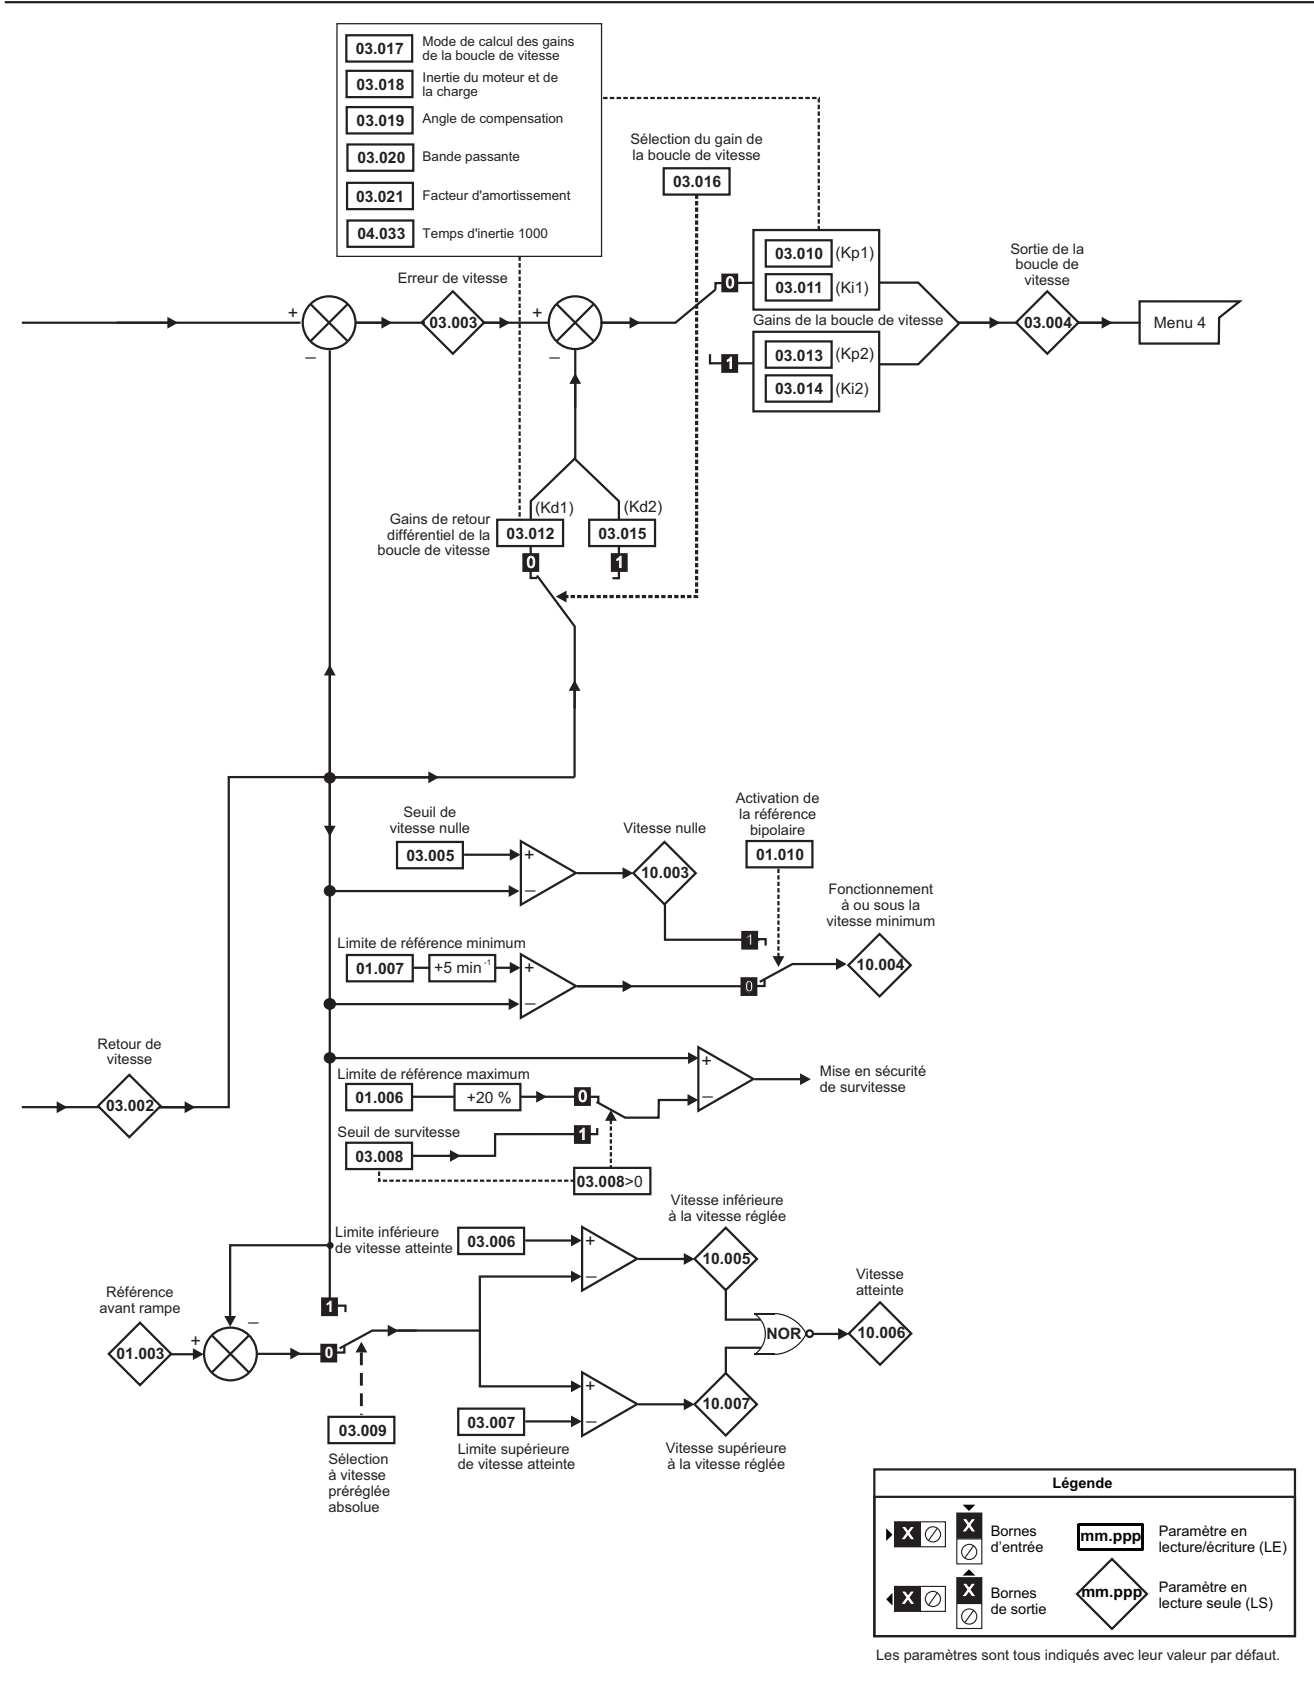 03.017
Mode de calcul des gains
de la boucle de vitesse
03.018
Inertie du moteur et de
la charge
03.019
Angle de compensation
03.020
Bande passante
03.021
Facteur d'amortissement
04.033
Temps d'inertie 1000
Sélection du gain de
la boucle de vitesse
03.016
03.010 (Kp1)
03.011 (Ki1)
Gains de la boucle de vitesse
03.013 (Kp2)
03.014 (Ki2)
0
1
Sortie de la
boucle de
vitesse
03.004
Menu 4
Erreur de vitesse
+
–
03.003
+
–
(Kd1)
(Kd2)
Gains de retour
différentiel de la
boucle de vitesse
03.012
03.015
0
1
Seuil de
vitesse nulle
03.005
+
–
Vitesse nulle
10.003
Activation de
la référence
bipolaire
01.010
Fonctionnement
à ou sous la
vitesse minimum
10.004
1
0
Limite de référence minimum
01.007
+5 min -1
+
–
Retour de
vitesse
03.002
Limite de référence maximum
01.006
+20 %
0
+
–
Mise en sécurité
de survitesse
Seuil de survitesse
03.008
1
03.008>0
Limite inférieure
de vitesse atteinte
03.006
+
–
Vitesse inférieure
à la vitesse réglée
10.005
Référence
avant rampe
01.003
+
–
1
0
03.009
Sélection
à vitesse
préréglée
absolue
NOR
Vitesse
atteinte
10.006
03.007
+
–
Limite supérieure
de vitesse atteinte
10.007
Vitesse supérieure
à la vitesse réglée
Légende
X
X
Bornes
d'entrée
mm.ppp
Paramètre en
lecture/écriture (LE)
X
X
Bornes
de sortie
mm.ppp
Paramètre en
lecture seule (LS)
Les paramètres sont tous indiqués avec leur valeur par défaut.